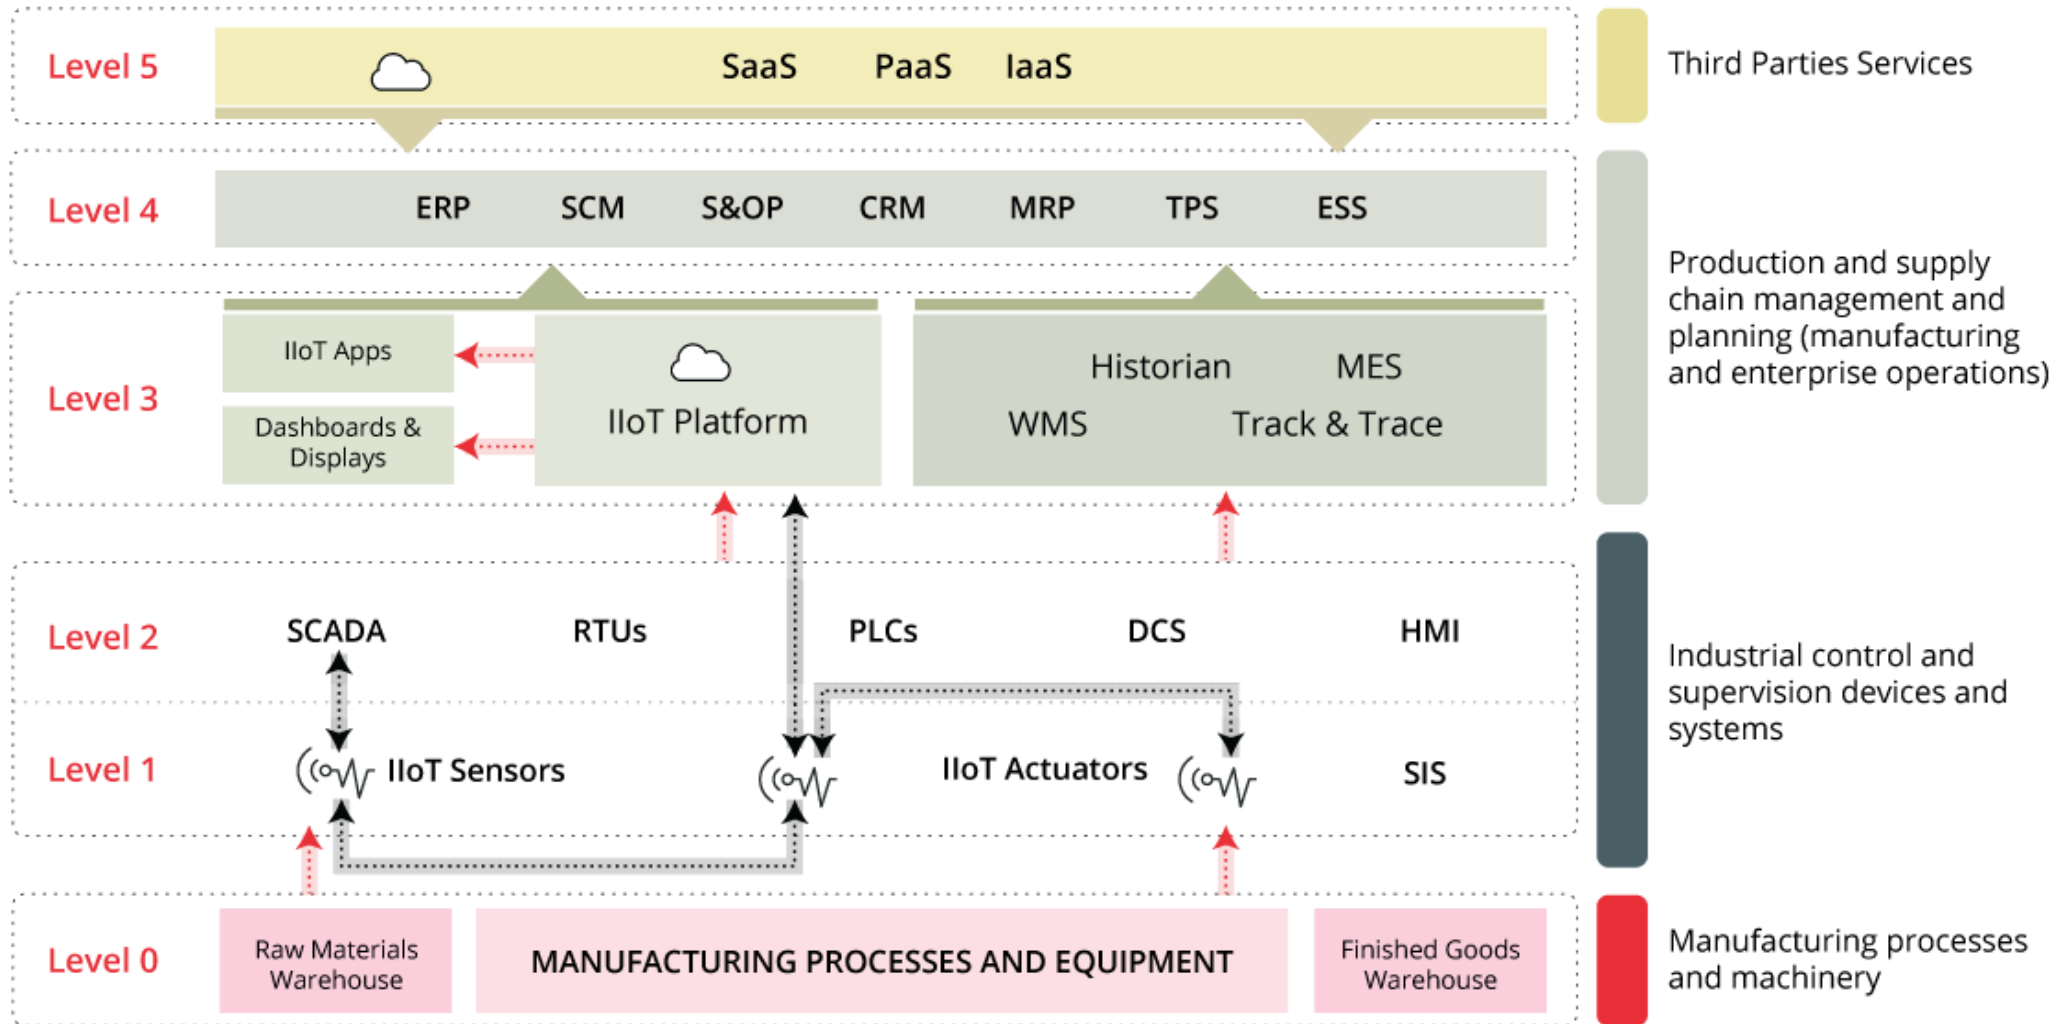 Level 5
SaaS PaaS IaaS
Third Parties Services
Level 4
ERP SCM S&OP CRM MRP TPS ESS
Production and supply
chain management and
planning (manufacturing
and enterprise operations)
Level 3
IIoT Apps
Dashboards &
Displays
IIoT Platform
Historian MES
WMS Track & Trace
Level 2
SCADA RTUs PLCs DCS HMI
Industrial control and
supervision devices and
systems
Level 1
IIoT Sensors IIoT Actuators SIS
Level 0
Raw Materials
Warehouse
MANUFACTURING PROCESSES AND EQUIPMENT
Finished Goods
Warehouse
Manufacturing processes
and machinery